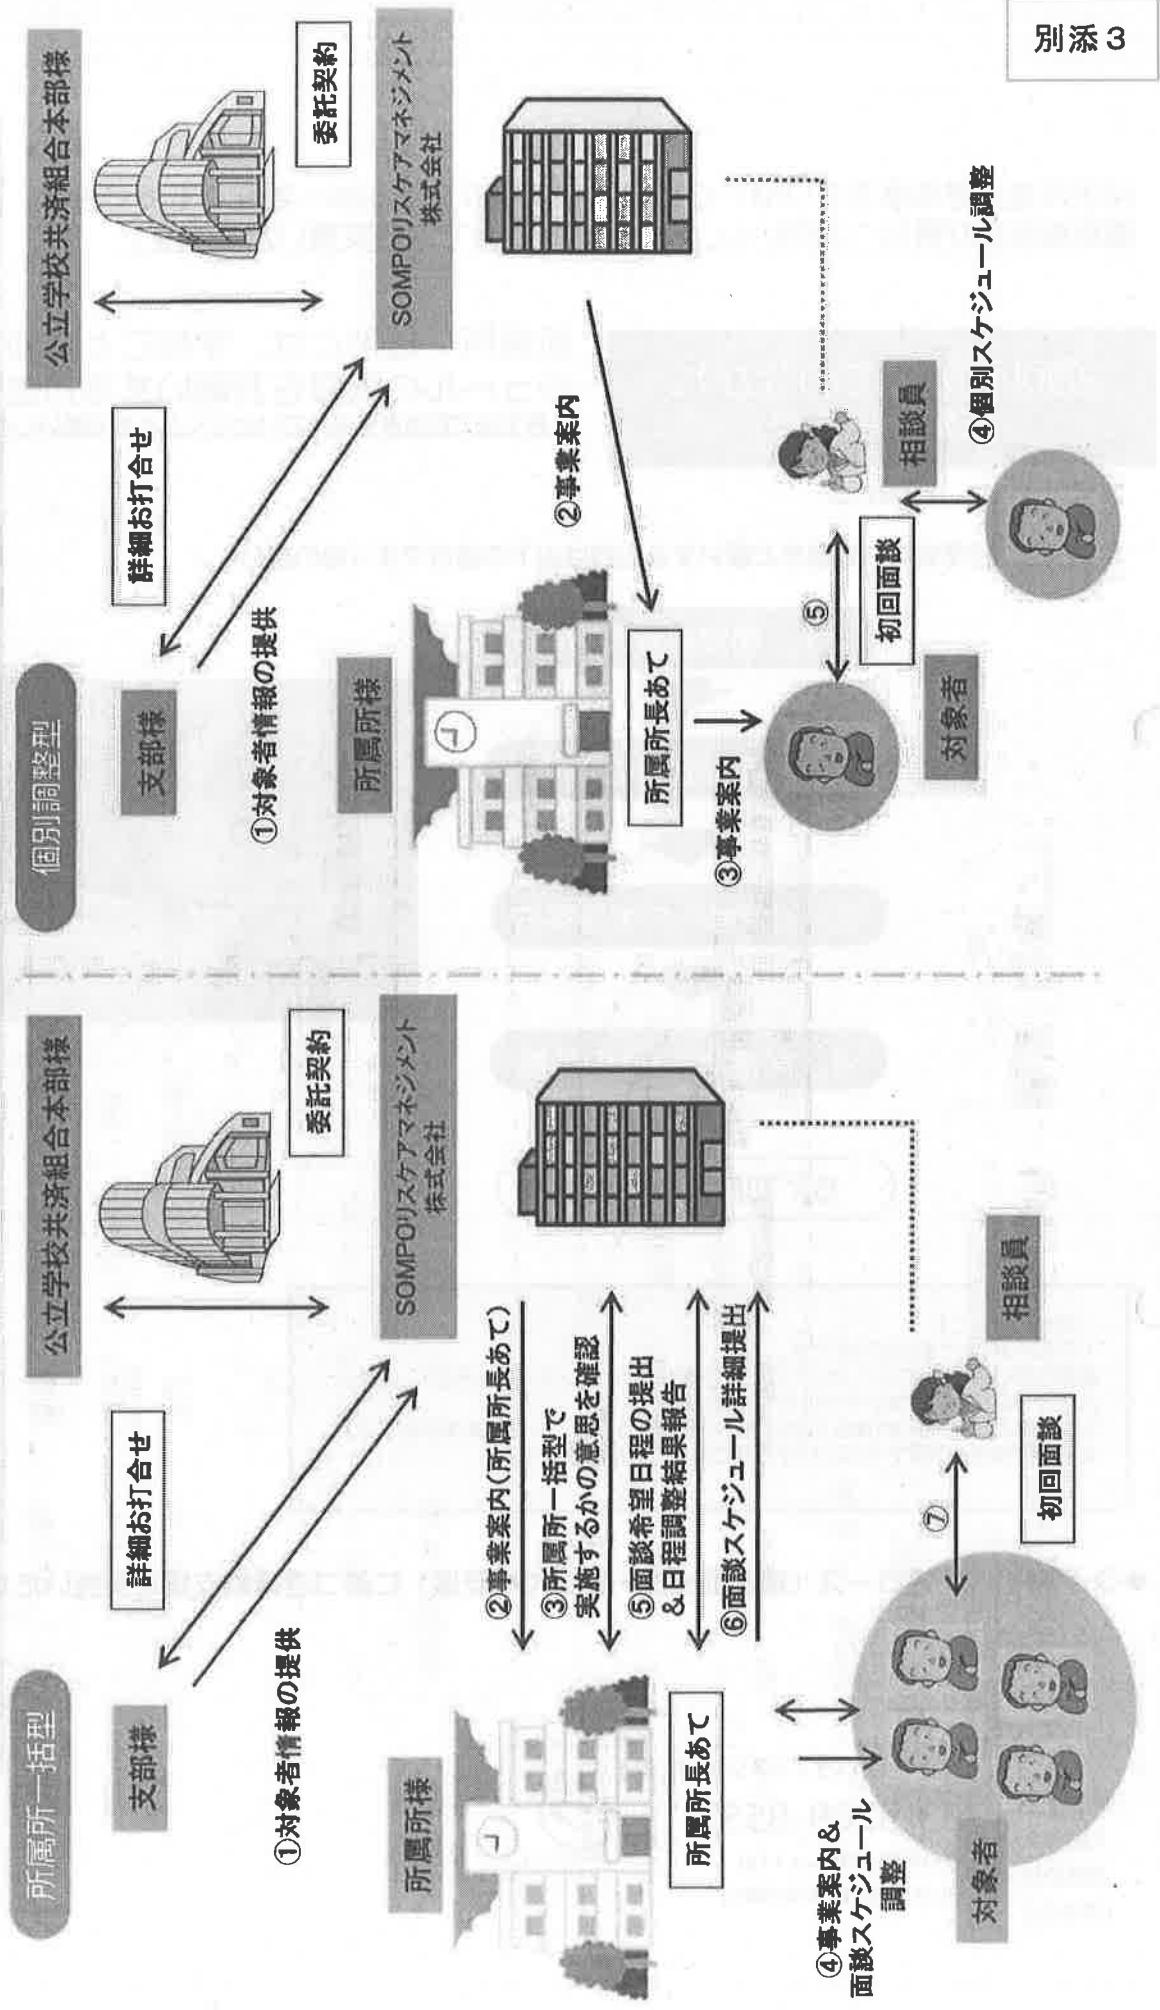 別添3
所属所一括型
公立学校共済組合本部様
委託契約
支部様
詳細お打合せ
①対象者情報の提供
SOMPOリスケアマネジメント
株式会社
所属所様
②事業案内(所属所長あて)
③所属所一括型で
実施するかの意思を確認
⑤面談希望日程の提出
&日程調整結果報告
⑥面談スケジュール詳細提出
所属所長あて
④事業案内&
面談スケジュール
調整
対象者
⑦
初回面談
相談員
個別調整型
公立学校共済組合本部様
委託契約
支部様
詳細お打合せ
①対象者情報の提供
SOMPOリスケアマネジメント
株式会社
所属所様
②事業案内
所属所長あて
③事業案内
対象者
⑤
初回面談
相談員
④個別スケジュール調整